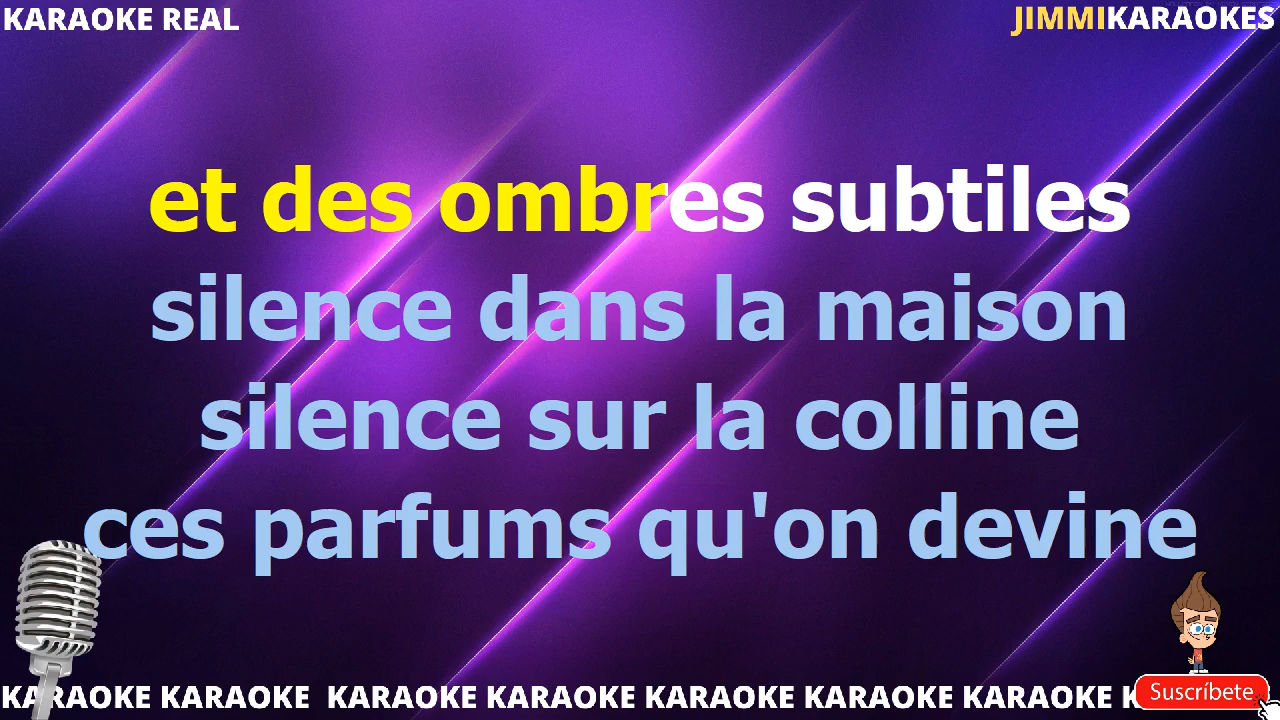 KARAOKE REAL
JIMMIKARAOKES
et des ombres subtiles
silence dans la maison
silence sur la colline
ces parfums qu'on devine
KARAOKE KARAOKE KARAOKE KARAOKE KARAOKE KARAOKE KARAOKE K
Suscríbete